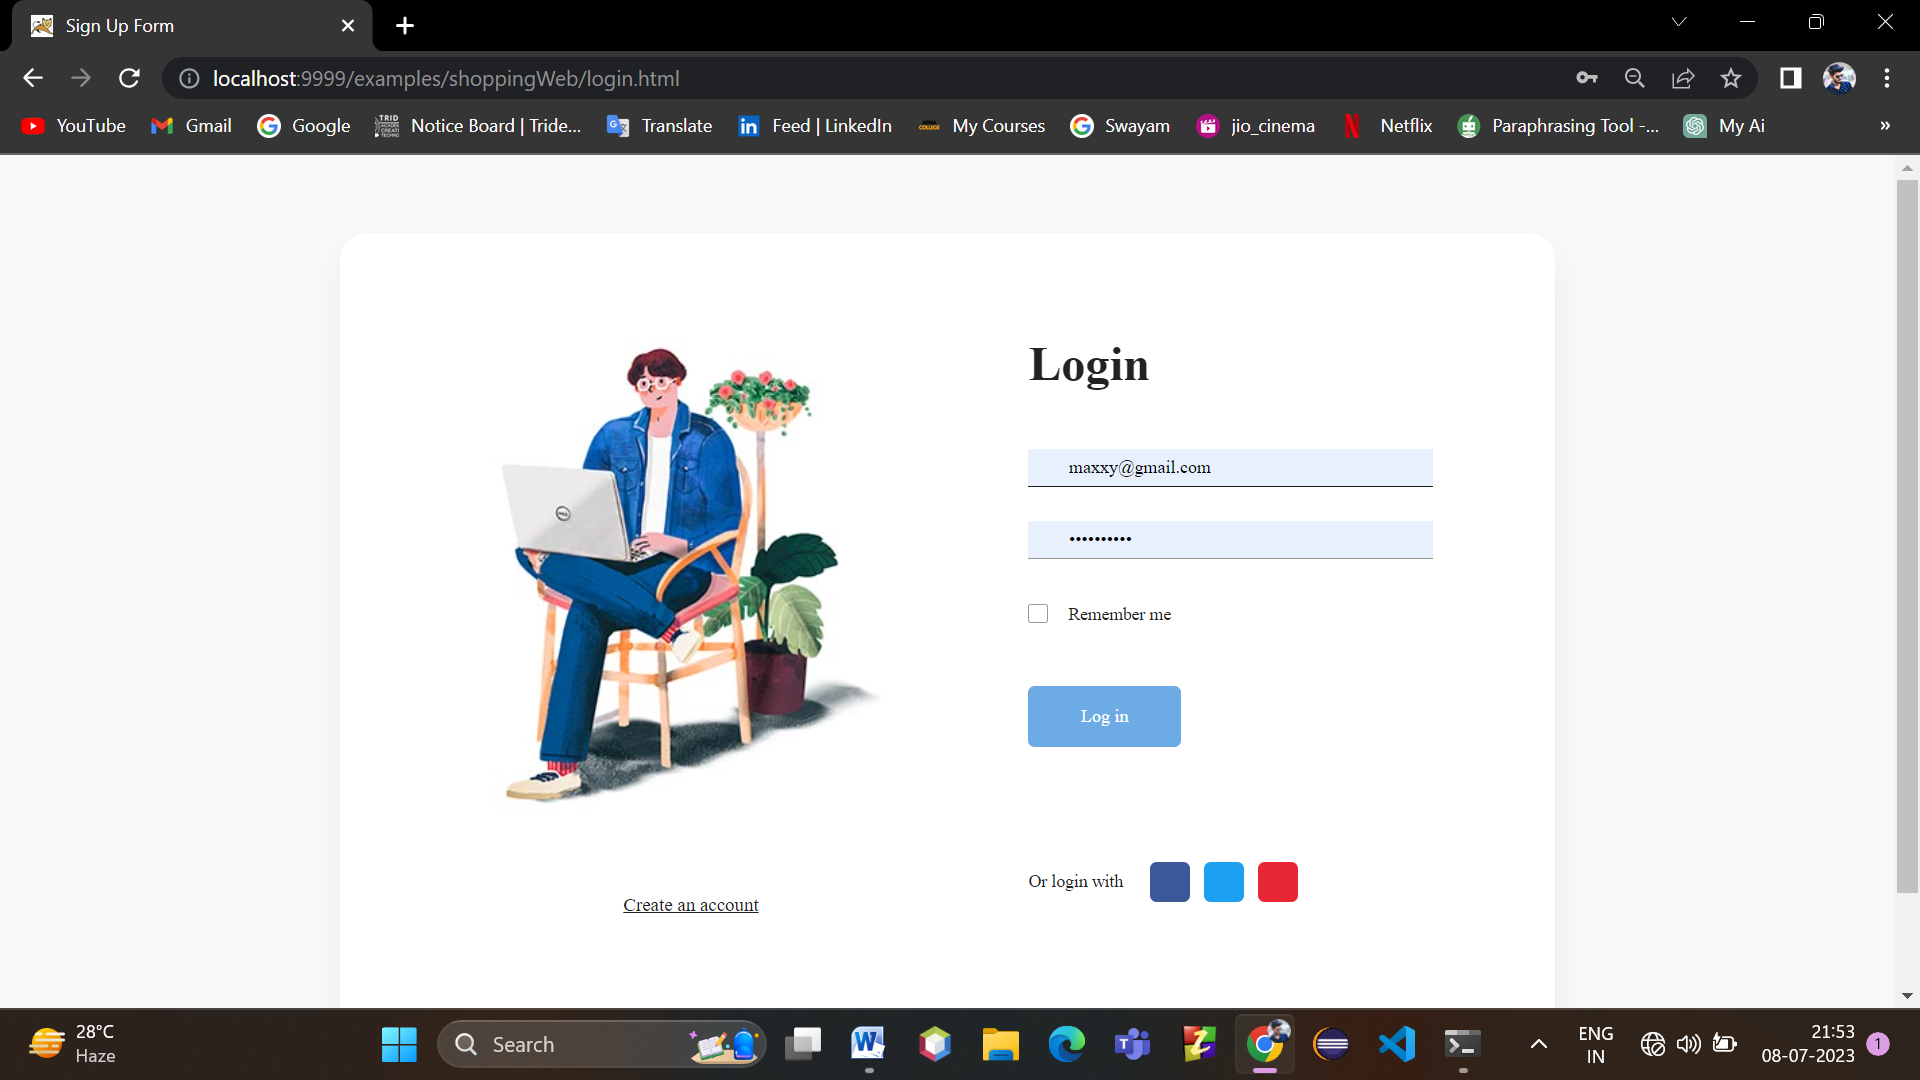 Sign Up Form
localhost:9999/examples/shoppingWeb/login.html
YouTube
Gmail
Google
Notice Board | Tride...
Translate
Feed | LinkedIn
My Courses
Swayam
jio_cinema
Netflix
Paraphrasing Tool -...
My Ai
»
Login
maxxy@gmail.com
••••••••••
Remember me
Log in
Or login with
Create an account
28°C
Haze
Search
ENG
IN
21:53
08-07-2023
1